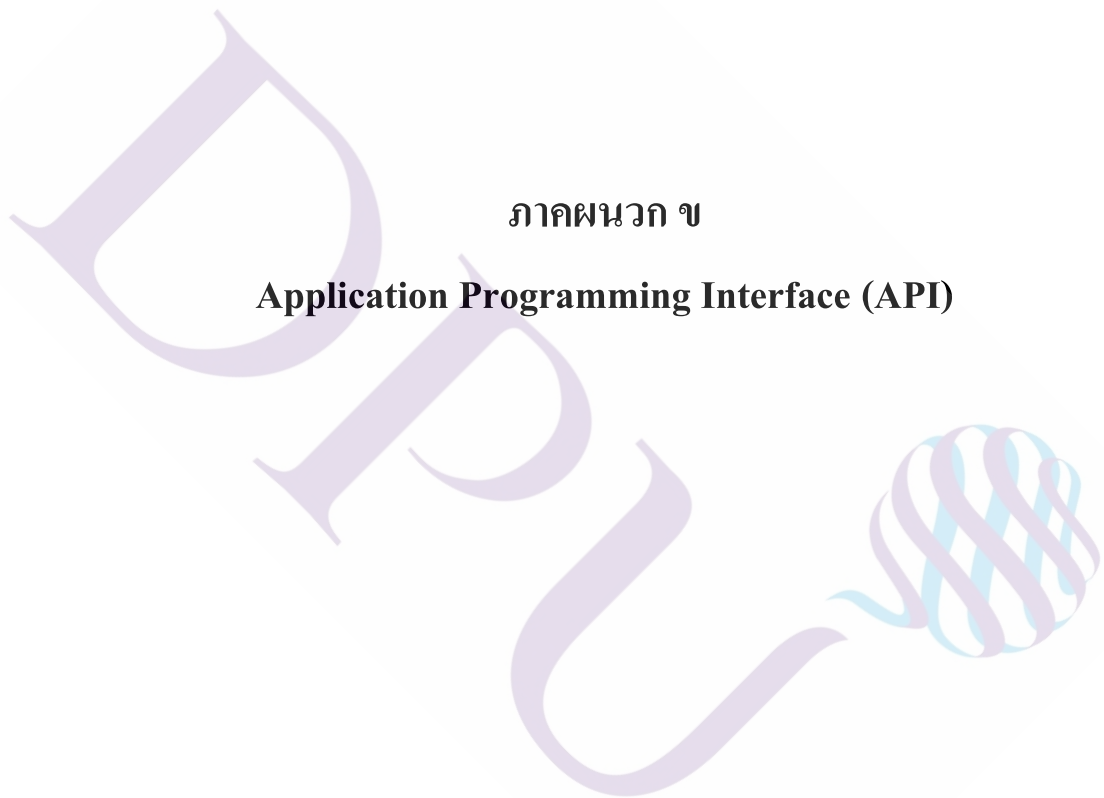 ภาคผนวก ข
Application Programming Interface (API)
DPU